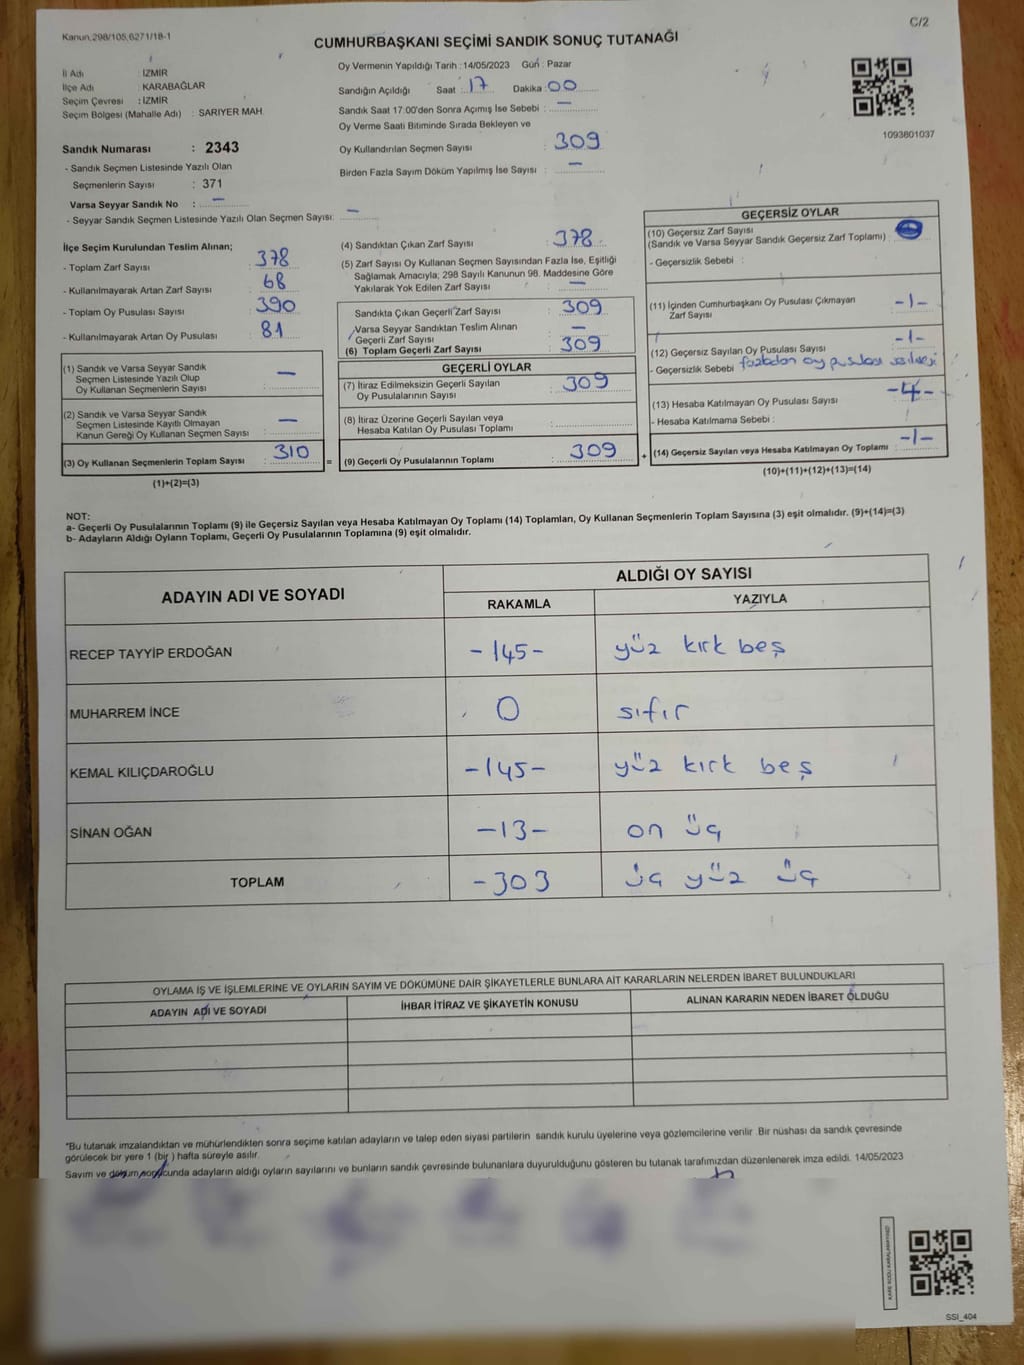 C/2
Kanun,298/105,6271/18-1
CUMHURBAŞKANI SEÇİMİ SANDIK SONUÇ TUTANAĞI
İl Adı : İZMİR
İlçe Adı : KARABAĞLAR
Seçim Çevresi : İZMİR
Seçim Bölgesi (Mahalle Adı) : SARIYER MAH.
Sandık Numarası : 2343
- Sandık Seçmen Listesinde Yazılı Olan
Seçmenlerin Sayısı : 371
Varsa Seyyar Sandık No : —
- Seyyar Sandık Seçmen Listesinde Yazılı Olan Seçmen Sayısı: —
Oy Vermenin Yapıldığı Tarih : 14/05/2023 Gün : Pazar
Sandığın Açıldığı Saat : 17 Dakika : 00
Sandık Saat 17:00'den Sonra Açımış İse Sebebi : —
Oy Verme Saati Bitiminde Sırada Bekleyen ve
Oy Kullandırılan Seçmen Sayısı : 309
Birden Fazla Sayım Döküm Yapılmış İse Sayısı : —
1093801037
İlçe Seçim Kurulundan Teslim Alınan;
- Toplam Zarf Sayısı : 378
- Kullanılmayarak Artan Zarf Sayısı : 68
- Toplam Oy Pusulası Sayısı : 390
- Kullanılmayarak Artan Oy Pusulası : 81
(1) Sandık ve Varsa Seyyar Sandık
Seçmen Listesinde Yazılı Olup
Oy Kullanan Seçmenlerin Sayısı : —
(2) Sandık ve Varsa Seyyar Sandık
Seçmen Listesinde Kayıtlı Olmayan
Kanun Gereği Oy Kullanan Seçmen Sayısı : —
(3) Oy Kullanan Seçmenlerin Toplam Sayısı : 310
(1)+(2)=(3)
(4) Sandıktan Çıkan Zarf Sayısı : 378
(5) Zarf Sayısı Oy Kullanan Seçmen Sayısından Fazla İse, Eşitliği
Sağlamak Amacıyla, 298 Sayılı Kanunun 98. Maddesine Göre
Yakılarak Yok Edilen Zarf Sayısı : —
Sandıkta Çıkan Geçerli Zarf Sayısı : 309
Varsa Seyyar Sandıktan Teslim Alınan
Geçerli Zarf Sayısı : —
(6) Toplam Geçerli Zarf Sayısı : 309
GEÇERLİ OYLAR
(7) İtiraz Edilmeksizin Geçerli Sayılan
Oy Pusulasının Sayısı : 309
(8) İtiraz Üzerine Geçerli Sayılan veya
Hesaba Katılan Oy Pusulası Toplamı :
= (9) Geçerli Oy Pusulalarının Toplamı : 309
GEÇERSİZ OYLAR
(10) Geçersiz Zarf Sayısı
(Sandık ve Varsa Seyyar Sandık Geçersiz Zarf Toplamı) :
- Geçersizlik Sebebi :
(11) İçinden Cumhurbaşkanı Oy Pusulası Çıkmayan
Zarf Sayısı : -1-
(12) Geçersiz Sayılan Oy Pusulası Sayısı : -1-
- Geçersizlik Sebebi fazladan oy pusulası
(13) Hesaba Katılmayan Oy Pusulası Sayısı
- Hesaba Katılmama Sebebi :
+ (14) Geçersiz Sayılan veya Hesaba Katılmayan Oy Toplamı : -1-
(10)+(11)+(12)+(13)=(14)
NOT:
a- Geçerli Oy Pusulalarının Toplamı (9) ile Geçersiz Sayılan veya Hesaba Katılmayan Oy Toplamı (14) Toplamları, Oy Kullanan Seçmenlerin Toplam Sayısına (3) eşit olmalıdır. (9)+(14)=(3)
b- Adayların Aldığı Oyların Toplamı, Geçerli Oy Pusulalarının Toplamına (9) eşit olmalıdır.
ADAYIN ADI VE SOYADI
ALDIĞI OY SAYISI
RAKAMLA YAZIYLA
RECEP TAYYİP ERDOĞAN -145- yüz kırk beş
MUHARREM İNCE 0 sıfır
KEMAL KILIÇDAROĞLU -145- yüz kırk beş
SİNAN OĞAN -13- on üç
TOPLAM -303 üç yüz üç
OYLAMA İŞ VE İŞLEMLERİNE VE OYLARIN SAYIM VE DÖKÜMÜNE DAİR ŞİKAYETLERLE BUNLARA AİT KARARLARIN NELERDEN İBARET BULUNDUKLARI
ADAYIN ADI VE SOYADI İHBAR İTİRAZ VE ŞİKAYETİN KONUSU ALINAN KARARIN NEDEN İBARET OLDUĞU
"Bu tutanak imzalandıktan ve mühürlendikten sonra seçime katılan adayların ve talep eden siyasi partilerin sandık kurulu üyelerine veya gözlemcilerine verilir. Bir nüshası da sandık çevresinde
görülecek bir yere 1 (bir ) hafta süreyle asılır.
Sayım ve döküm sonucunda adayların aldığı oyların sayılarını ve bunların sandık çevresinde bulunanlara duyurulduğunu gösteren bu tutanak tarafımızdan düzenlenerek imza edildi. 14/05/2023
SSI_404